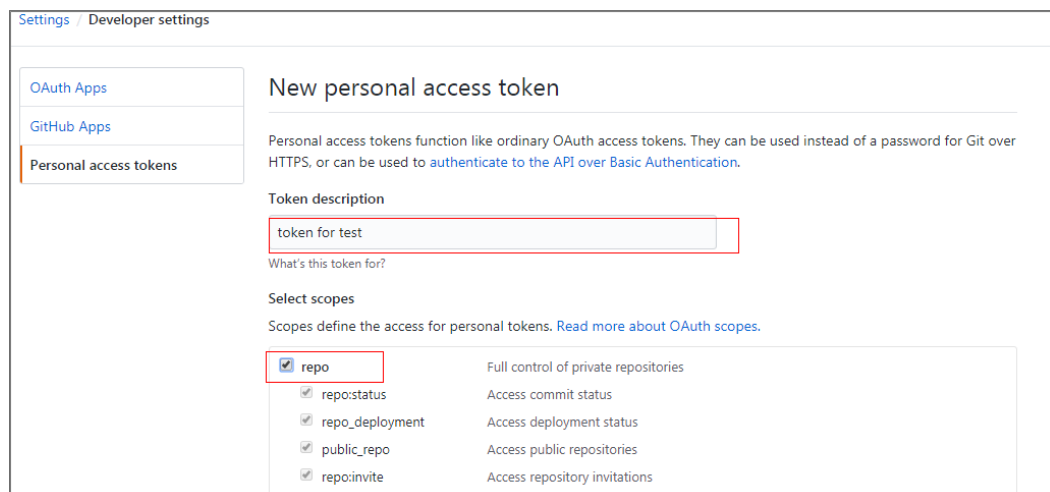 Settings / Developer settings
OAuth Apps
GitHub Apps
Personal access tokens
New personal access token
Personal access tokens function like ordinary OAuth access tokens. They can be used instead of a password for Git over
HTTPS, or can be used to authenticate to the API over Basic Authentication.
Token description
token for test
What's this token for?
Select scopes
Scopes define the access for personal tokens. Read more about OAuth scopes.
repo Full control of private repositories
repo:status Access commit status
repo_deployment Access deployment status
public_repo Access public repositories
repo:invite Access repository invitations